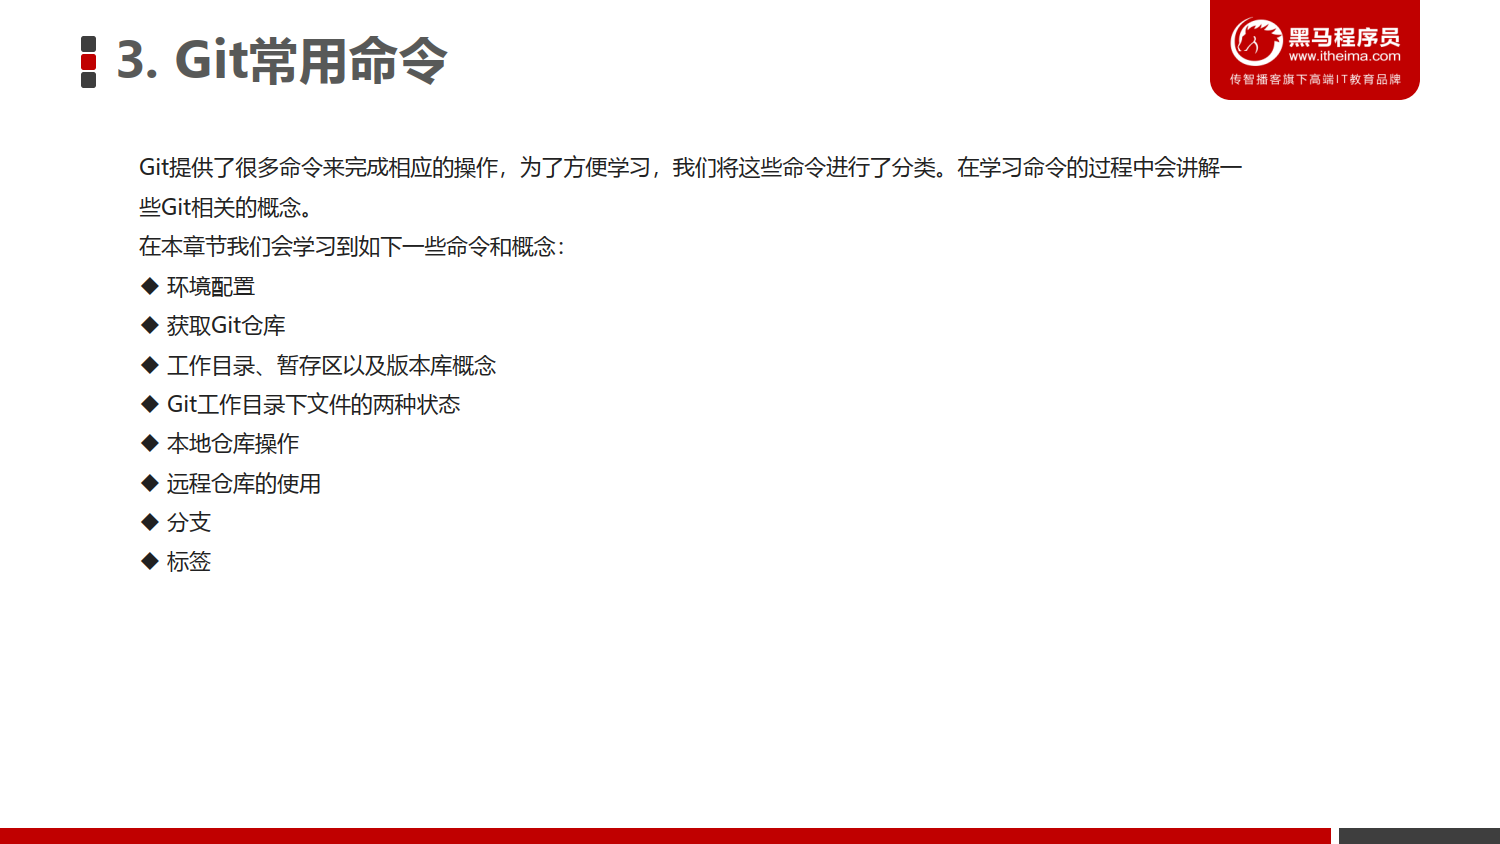 3. Git常用命令
黑马程序员
www.itheima.com
传智播客旗下高端IT教育品牌
Git提供了很多命令来完成相应的操作，为了方便学习，我们将这些命令进行了分类。在学习命令的过程中会讲解一
些Git相关的概念。
在本章节我们会学习到如下一些命令和概念：
◆ 环境配置
◆ 获取Git仓库
◆ 工作目录、暂存区以及版本库概念
◆ Git工作目录下文件的两种状态
◆ 本地仓库操作
◆ 远程仓库的使用
◆ 分支
◆ 标签